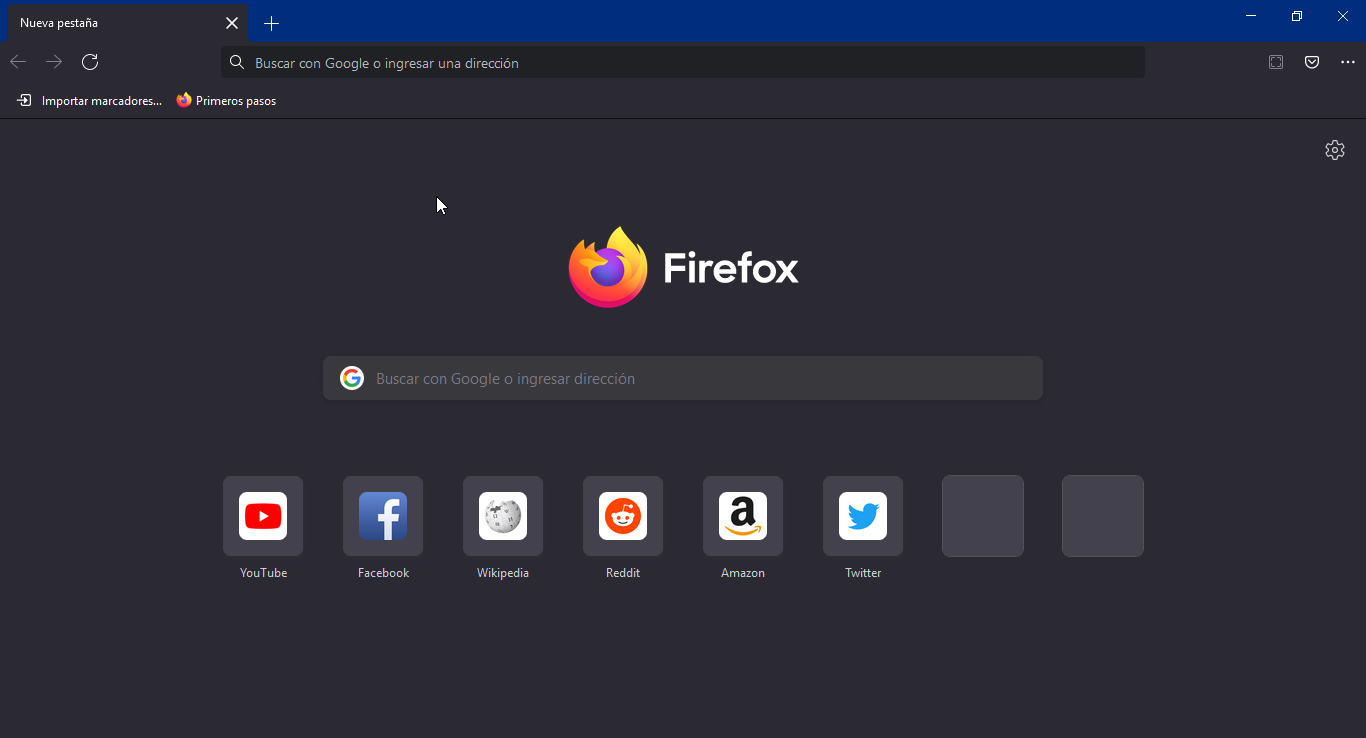 Nueva pestaña
Buscar con Google o ingresar una dirección
Importar marcadores... Primeros pasos
Firefox
Buscar con Google o ingresar dirección
YouTube Facebook Wikipedia Reddit Amazon Twitter